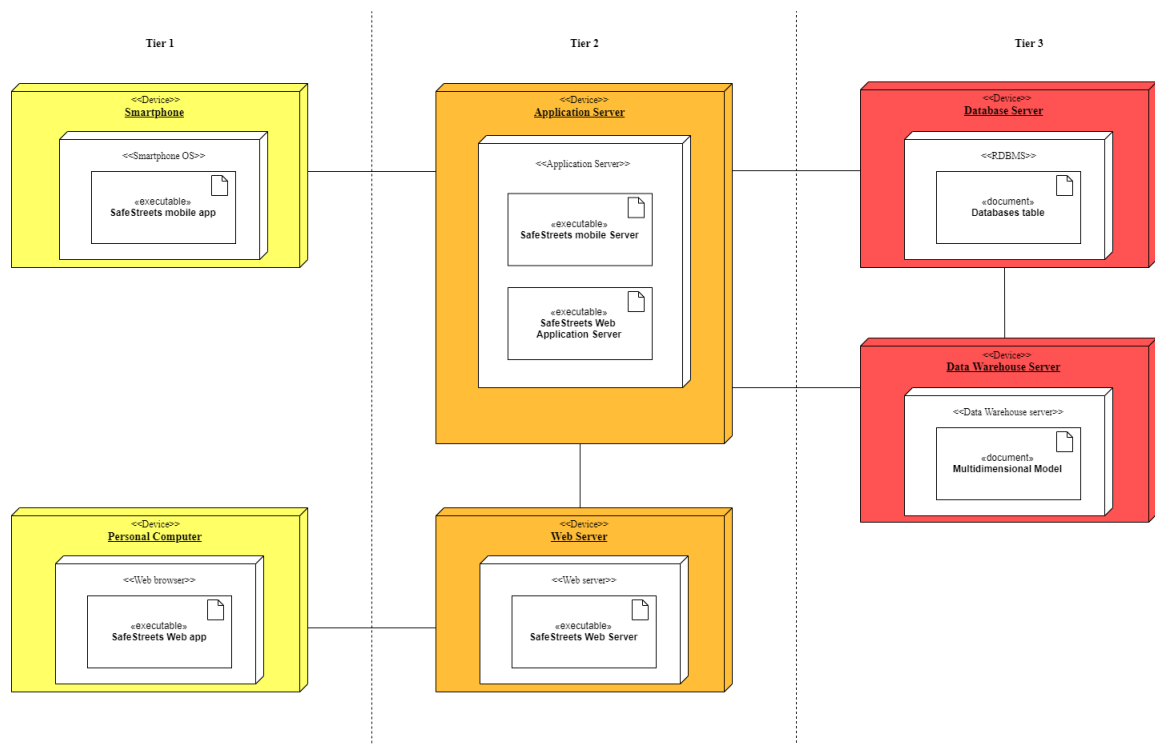 Tier 1
Tier 2
Tier 3
<<Device>>
Smartphone
<<Smartphone OS>>
«executable»
SafeStreets mobile app
<<Device>>
Application Server
<<Application Server>>
«executable»
SafeStreets mobile Server
«executable»
SafeStreets Web
Application Server
<<Device>>
Database Server
<<RDBMS>>
«document»
Databases table
<<Device>>
Data Warehouse Server
<<Data Warehouse server>>
«document»
Multidimensional Model
<<Device>>
Personal Computer
<<Web browser>>
«executable»
SafeStreets Web app
<<Device>>
Web Server
<<Web server>>
«executable»
SafeStreets Web Server